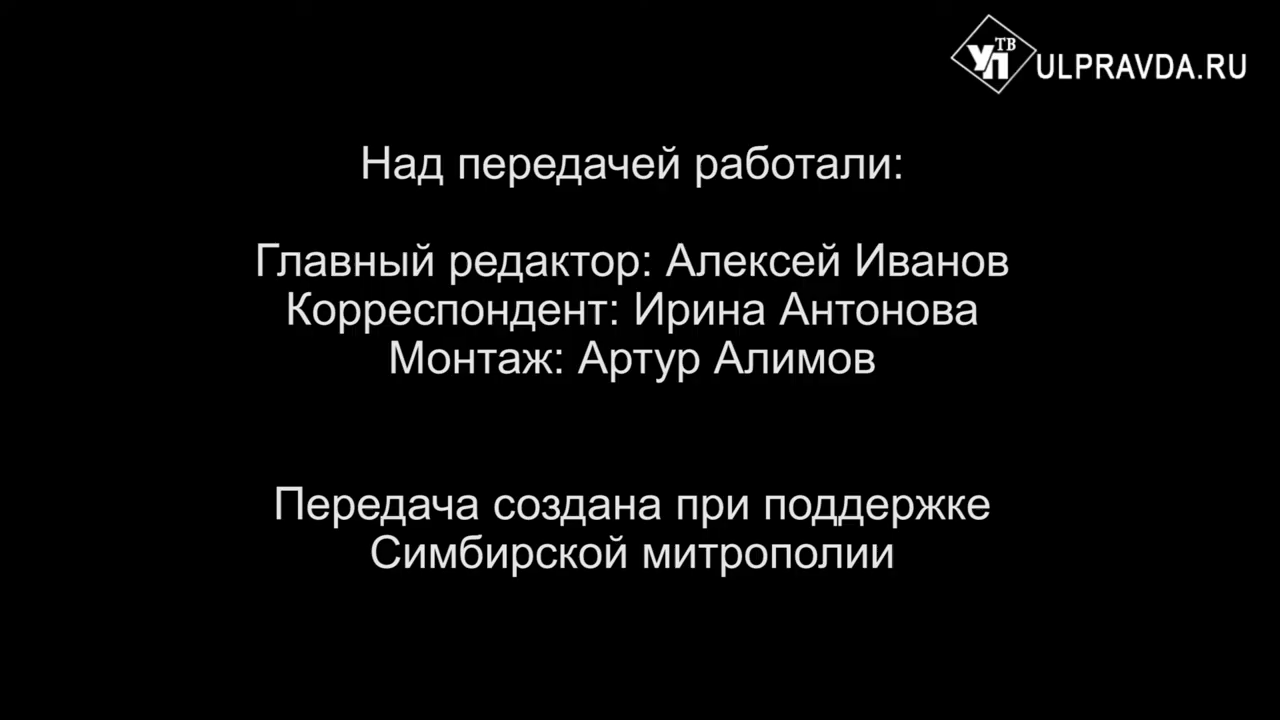 УП ТВ ULPRAVDA.RU
Над передачей работали:
Главный редактор: Алексей Иванов
Корреспондент: Ирина Антонова
Монтаж: Артур Алимов
Передача создана при поддержке
Симбирской митрополии